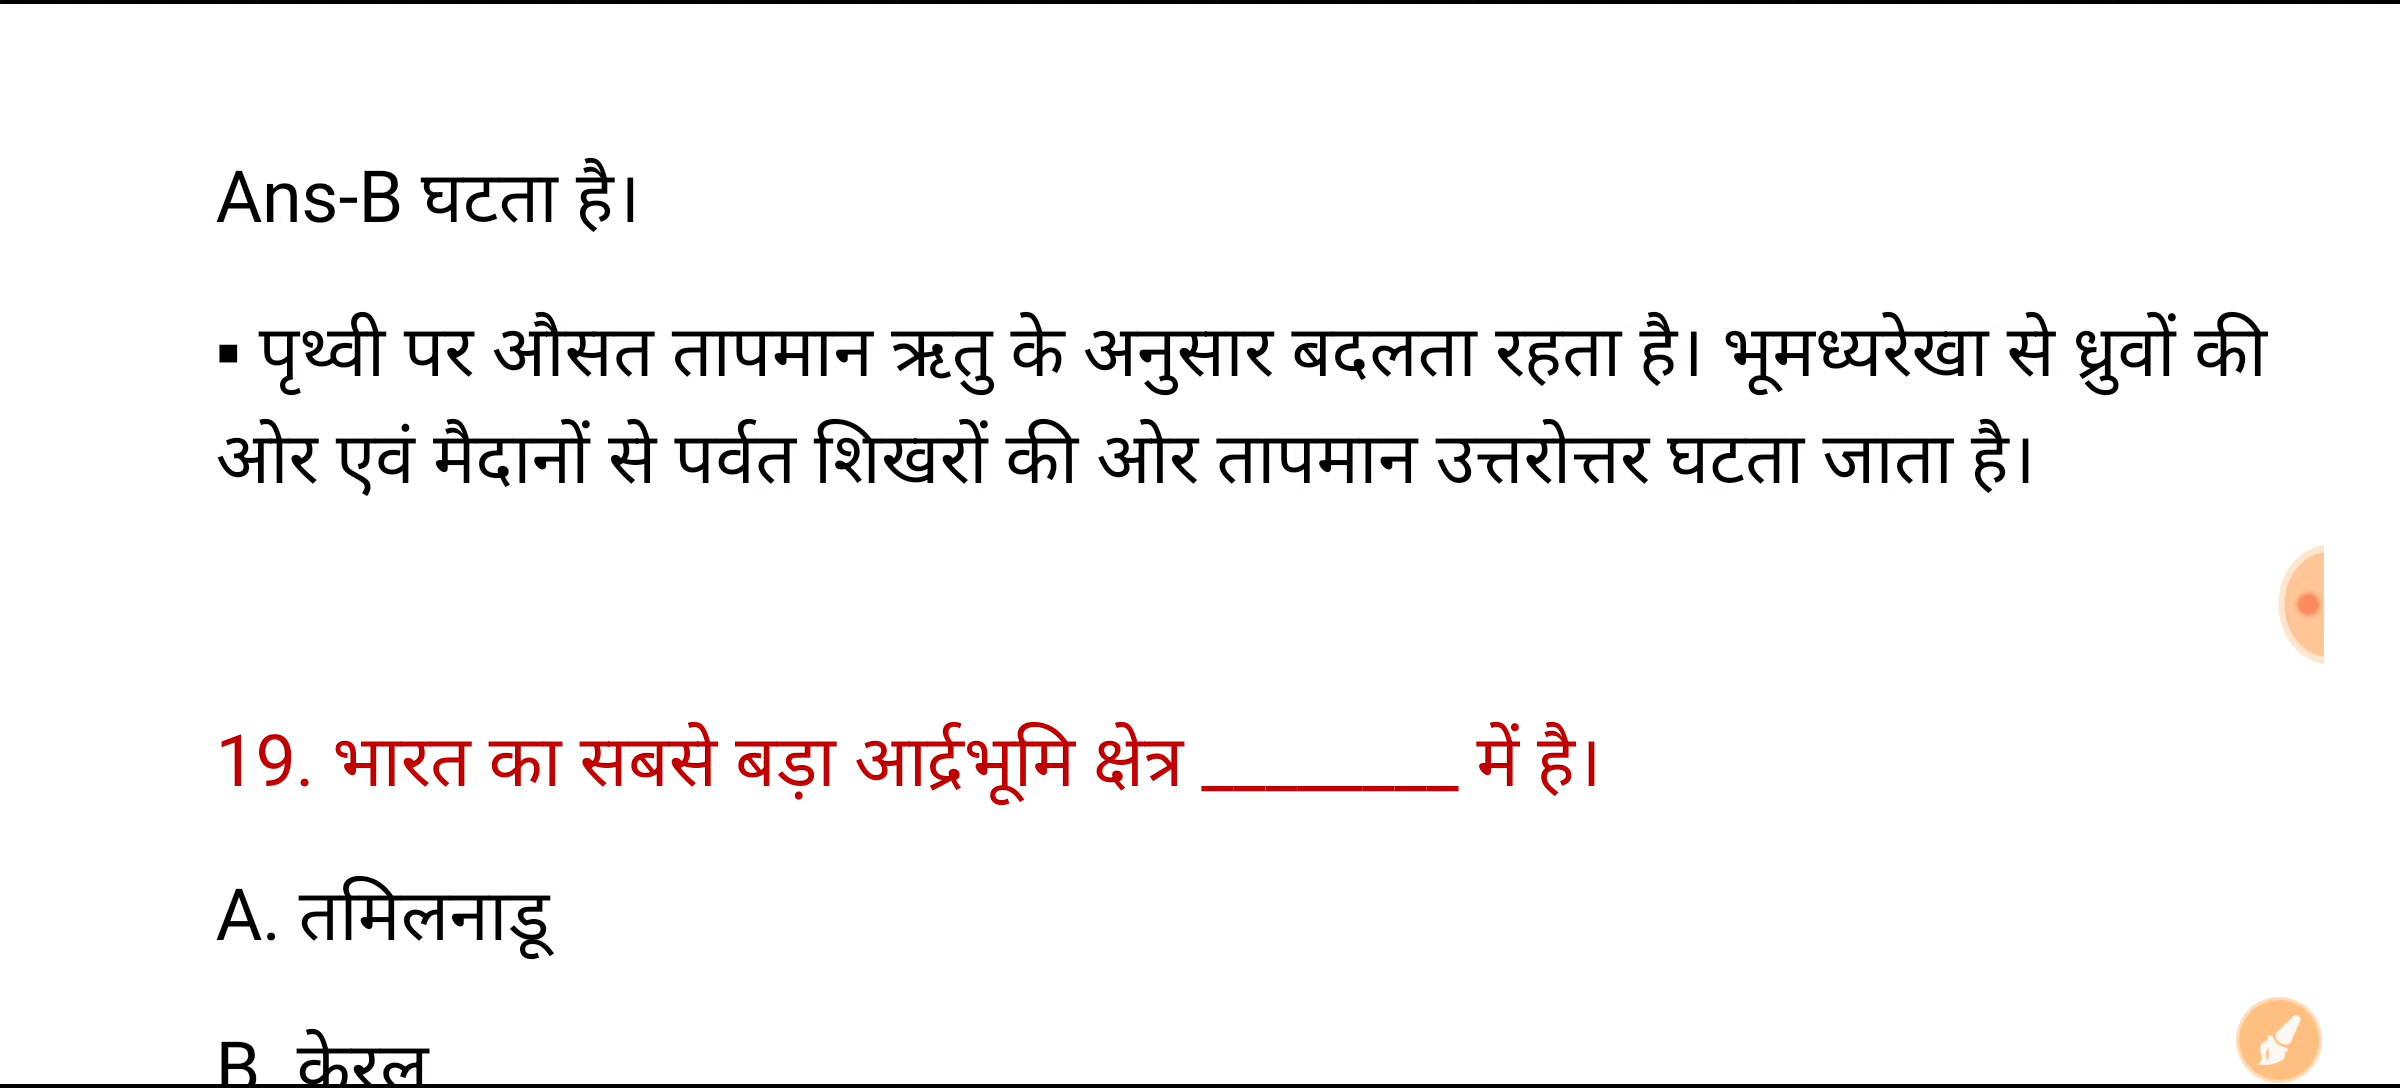 Ans-B घटता है।
▪ पृथ्वी पर औसत तापमान ऋतु के अनुसार बदलता रहता है। भूमध्यरेखा से ध्रुवों की
ओर एवं मैदानों से पर्वत शिखरों की ओर तापमान उत्तरोत्तर घटता जाता है।
19. भारत का सबसे बड़ा आर्द्रभूमि क्षेत्र ________ में है।
A. तमिलनाडू
B. केरल